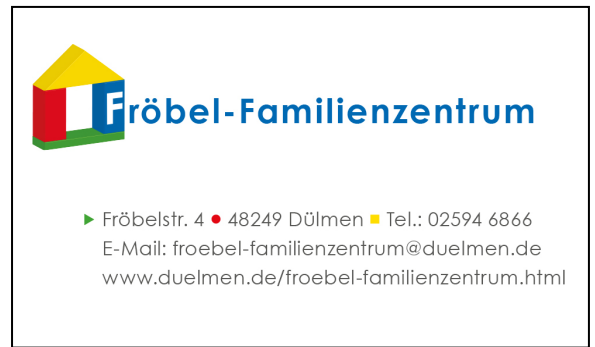 Fröbel-Familienzentrum
Fröbelstr. 4 • 48249 Dülmen ▪ Tel.: 02594 6866
E-Mail: froebel-familienzentrum@duelmen.de
www.duelmen.de/froebel-familienzentrum.html